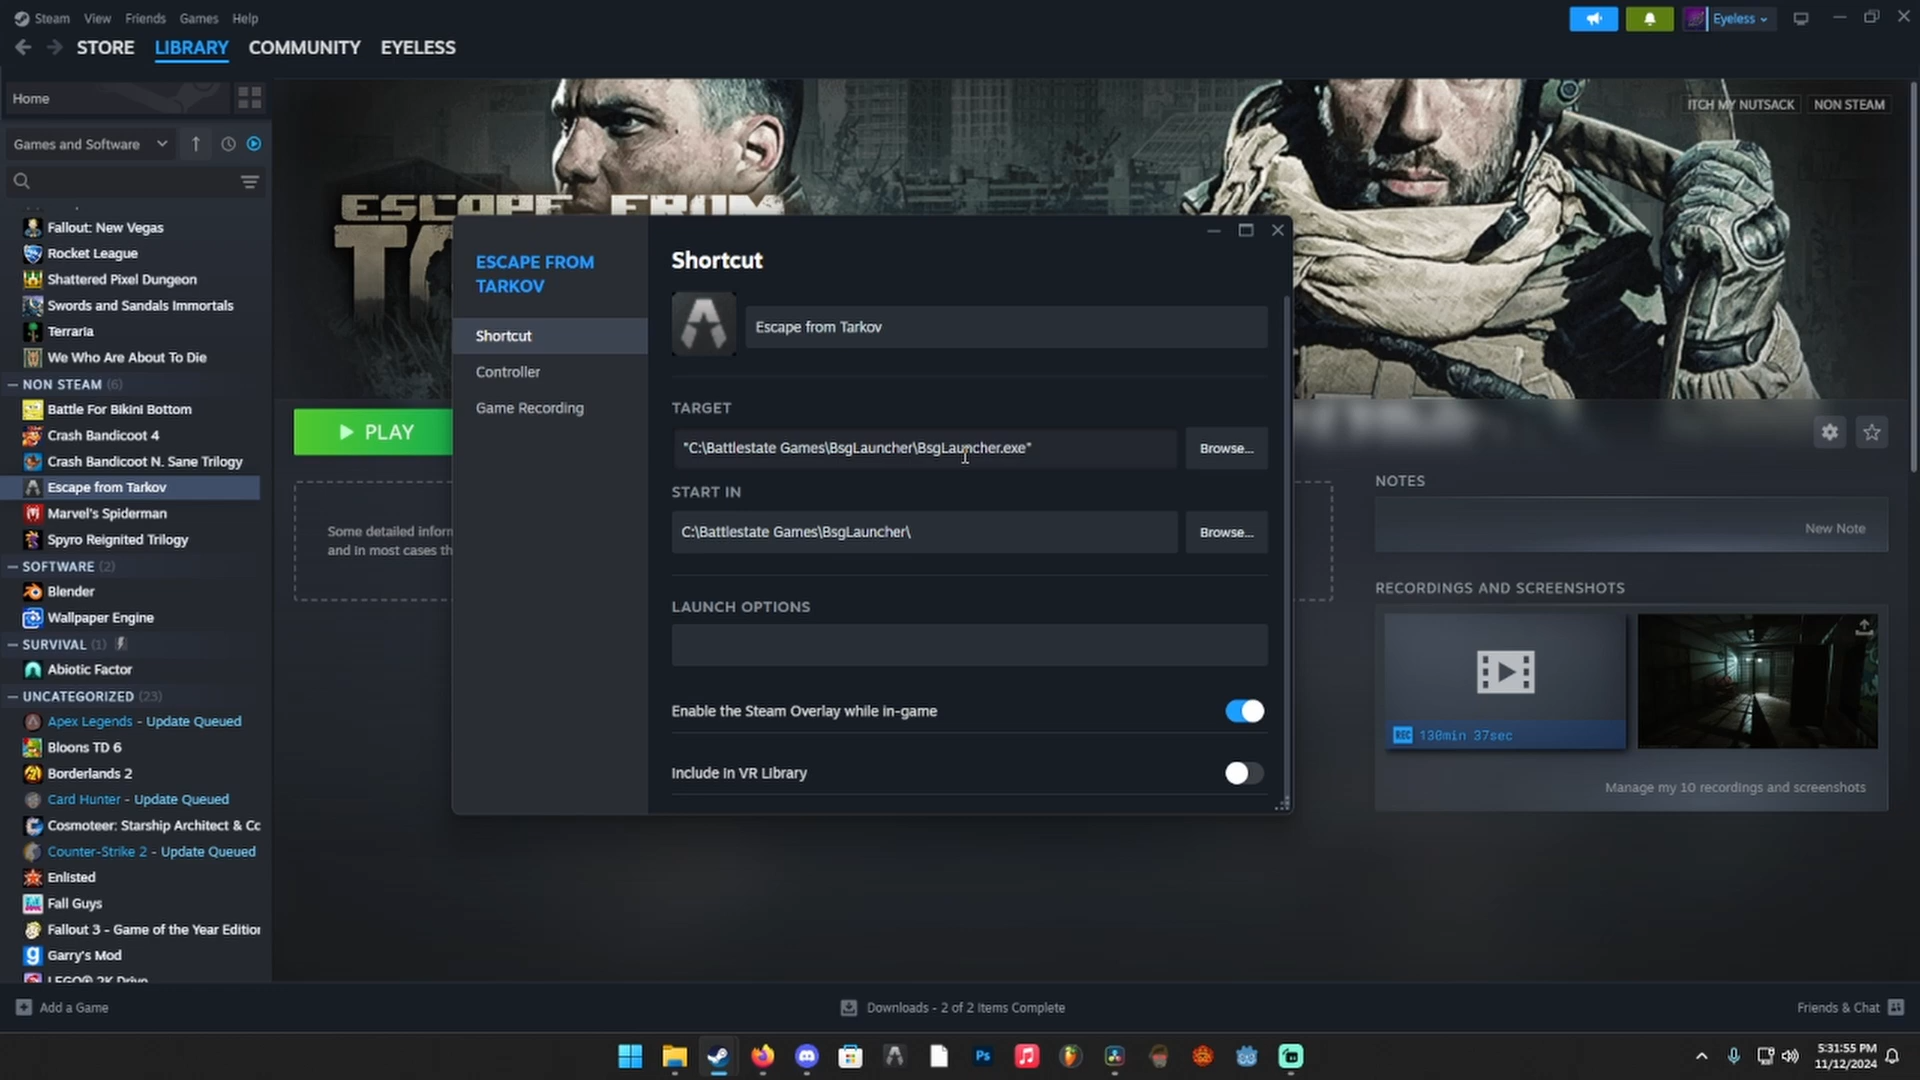 Steam View Friends Games Help
Eyeless
STORE LIBRARY COMMUNITY EYELESS
Home
Games and Software
Fallout: New Vegas
Rocket League
Shattered Pixel Dungeon
Swords and Sandals Immortals
Terraria
We Who Are About To Die
NON STEAM (6)
Battle For Bikini Bottom
Crash Bandicoot 4
Crash Bandicoot N. Sane Trilogy
Escape from Tarkov
Marvel's Spiderman
Spyro Reignited Trilogy
SOFTWARE (2)
Blender
Wallpaper Engine
SURVIVAL (1)
Abiotic Factor
UNCATEGORIZED (23)
Apex Legends - Update Queued
Bloons TD 6
Borderlands 2
Card Hunter - Update Queued
Cosmoteer: Starship Architect & Cc
Counter-Strike 2 - Update Queued
Enlisted
Fall Guys
Fallout 3 - Game of the Year Edition
Garry's Mod
LEGO® 2K Drive
ITCH MY NUTSACK NON STEAM
ESCAPE FROM
PLAY
Some detailed inform
and in most cases th
ESCAPE FROM
TARKOV
Shortcut
Controller
Game Recording
Shortcut
Escape from Tarkov
TARGET
"C:\Battlestate Games\BsgLauncher\BsgLauncher.exe"
Browse...
START IN
C:\Battlestate Games\BsgLauncher\
Browse...
LAUNCH OPTIONS
Enable the Steam Overlay while in-game
Include in VR Library
NOTES
New Note
RECORDINGS AND SCREENSHOTS
REC 130min 37sec
Manage my 10 recordings and screenshots
Add a Game
Downloads - 2 of 2 Items Complete
Friends & Chat
Ps
5:31:55 PM
11/12/2024